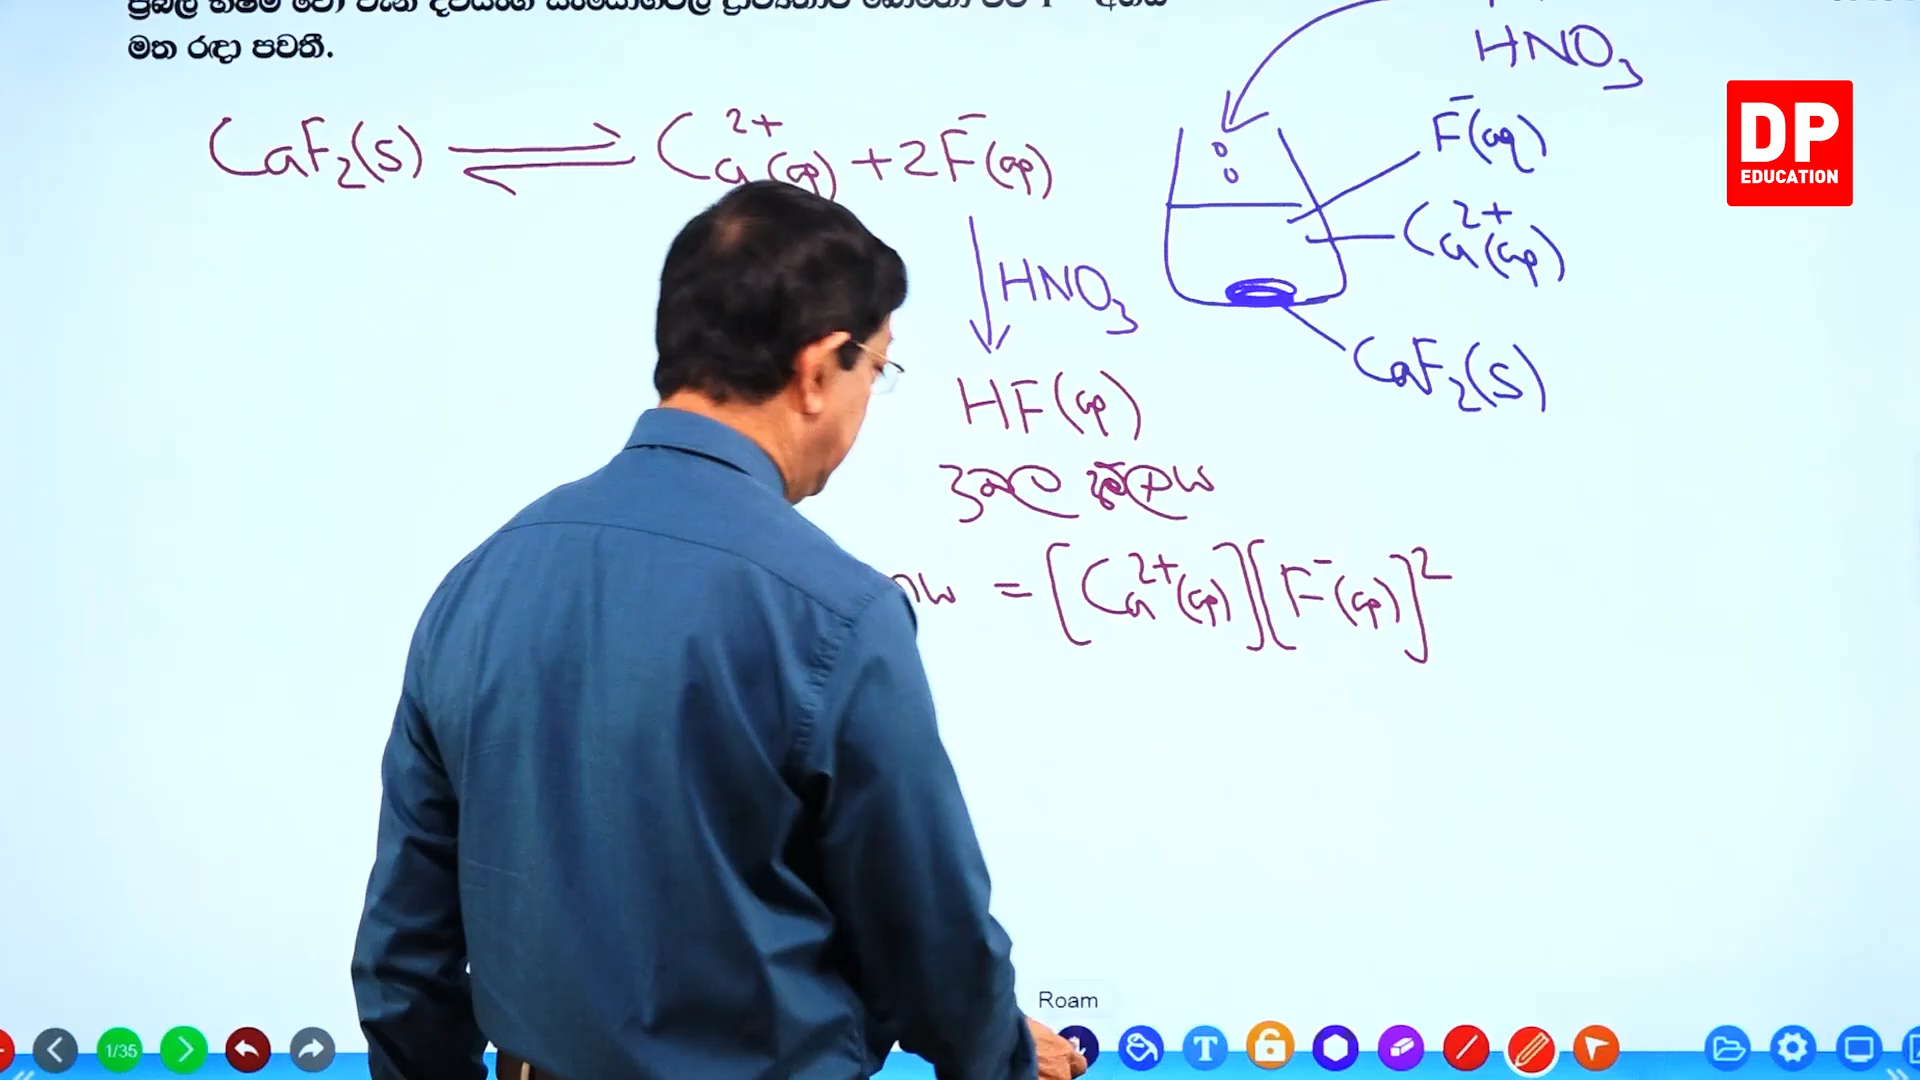 මත රඳා පවතී.
HNO₃
DP
EDUCATION
CaF₂(s) ⇌ Ca²⁺(aq) + 2F⁻(aq)
F⁻(aq)
Ca²⁺(aq)
HNO₃
CaF₂(s)
HF(aq)
දුබල
= [Ca²⁺(aq)][F⁻(aq)]²
Roam
1/35
T